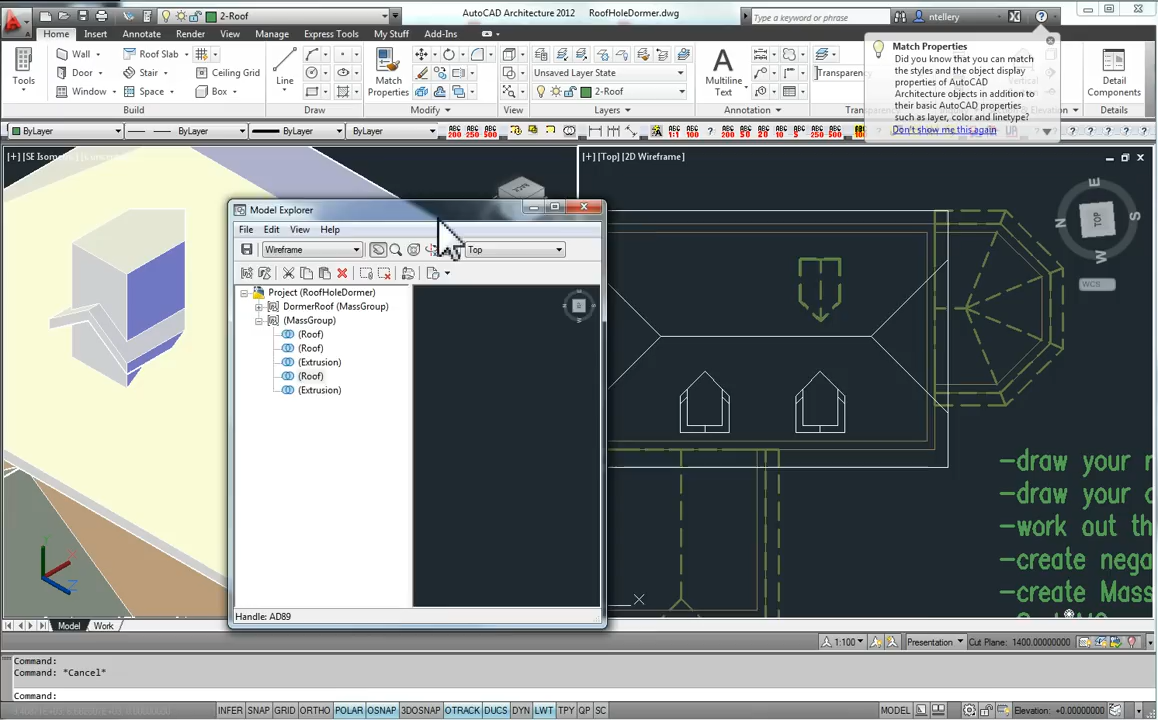 2-Roof
AutoCAD Architecture 2012 RoofHoleDormer.dwg
Type a keyword or phrase
ntellery
Home Insert Annotate Render View Manage Express Tools My Stuff Add-Ins
Tools
Wall
Door
Window
Roof Slab
Stair
Space
Ceiling Grid
Box
Line
Match
Properties
Unsaved Layer State
2-Roof
Multiline
Text
Transparency
Detail
Components
Build Draw Modify View Layers Annotation Details
Match Properties
Did you know that you can match
the styles and the object display
properties of AutoCAD
Architecture objects in addition to
their basic AutoCAD properties
such as layer, color and linetype?
Don't show me this again
ByLayer ByLayer ByLayer ByLayer
[+] [SE Isometric]
[+] [Top] [2D Wireframe]
Model Explorer
File Edit View Help
Wireframe Top
Project (RoofHoleDormer)
DormerRoof (MassGroup)
(MassGroup)
(Roof)
(Roof)
(Extrusion)
(Roof)
(Extrusion)
Handle: AD89
TOP
N E S W
WCS
-draw your
-draw your
-work out th
-create nega
-create Mass
X
Z
Model Work
1:100 Presentation Cut Plane: 1400.00000000
Command:
Command: *Cancel*
Command:
INFER SNAP GRID ORTHO POLAR OSNAP 3DOSNAP OTRACK DUCS DYN LWT TPY QP SC
MODEL Elevation: +0.00000000